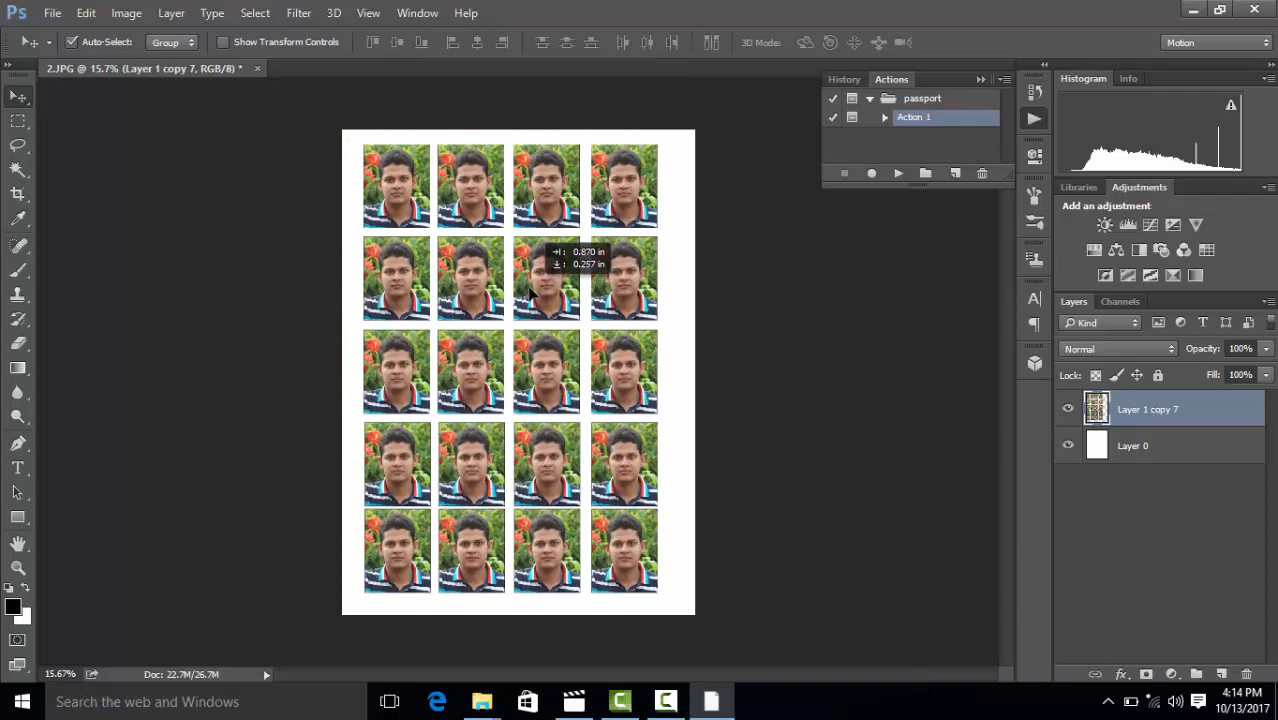 Ps File Edit Image Layer Type Select Filter 3D View Window Help
Auto-Select: Group Show Transform Controls 3D Mode: Motion
2.JPG @ 15.7% (Layer 1 copy 7, RGB/8) * ×
History Actions
passport
Action 1
Histogram Info
Libraries Adjustments
Add an adjustment
→: 0.870 in
↓: 0.257 in
Layers Channels
Kind
Normal Opacity: 100%
Lock: Fill: 100%
Layer 1 copy 7
Layer 0
15.67% Doc: 22.7M/26.7M
Search the web and Windows
4:14 PM
10/13/2017